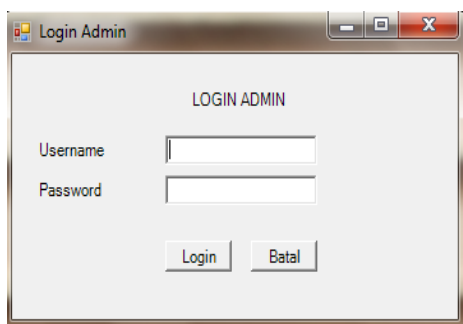 Login Admin
LOGIN ADMIN
Username
Password
Login Batal